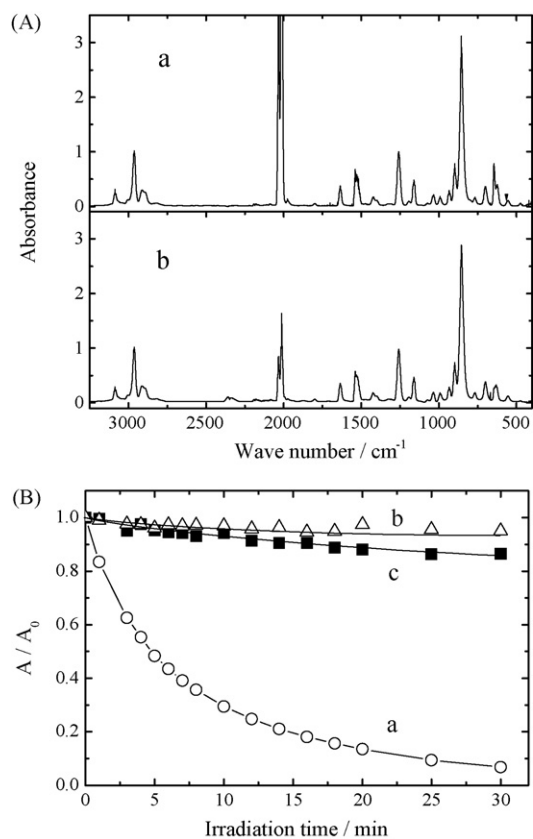 (A)
a
3
2
1
0
b
3
2
1
0
Absorbance
3000 2500 2000 1500 1000 500
Wave number / cm-1
(B)
1.0
0.8
0.6
0.4
0.2
0.0
b
c
a
A / A0
0 5 10 15 20 25 30
Irradiation time / min